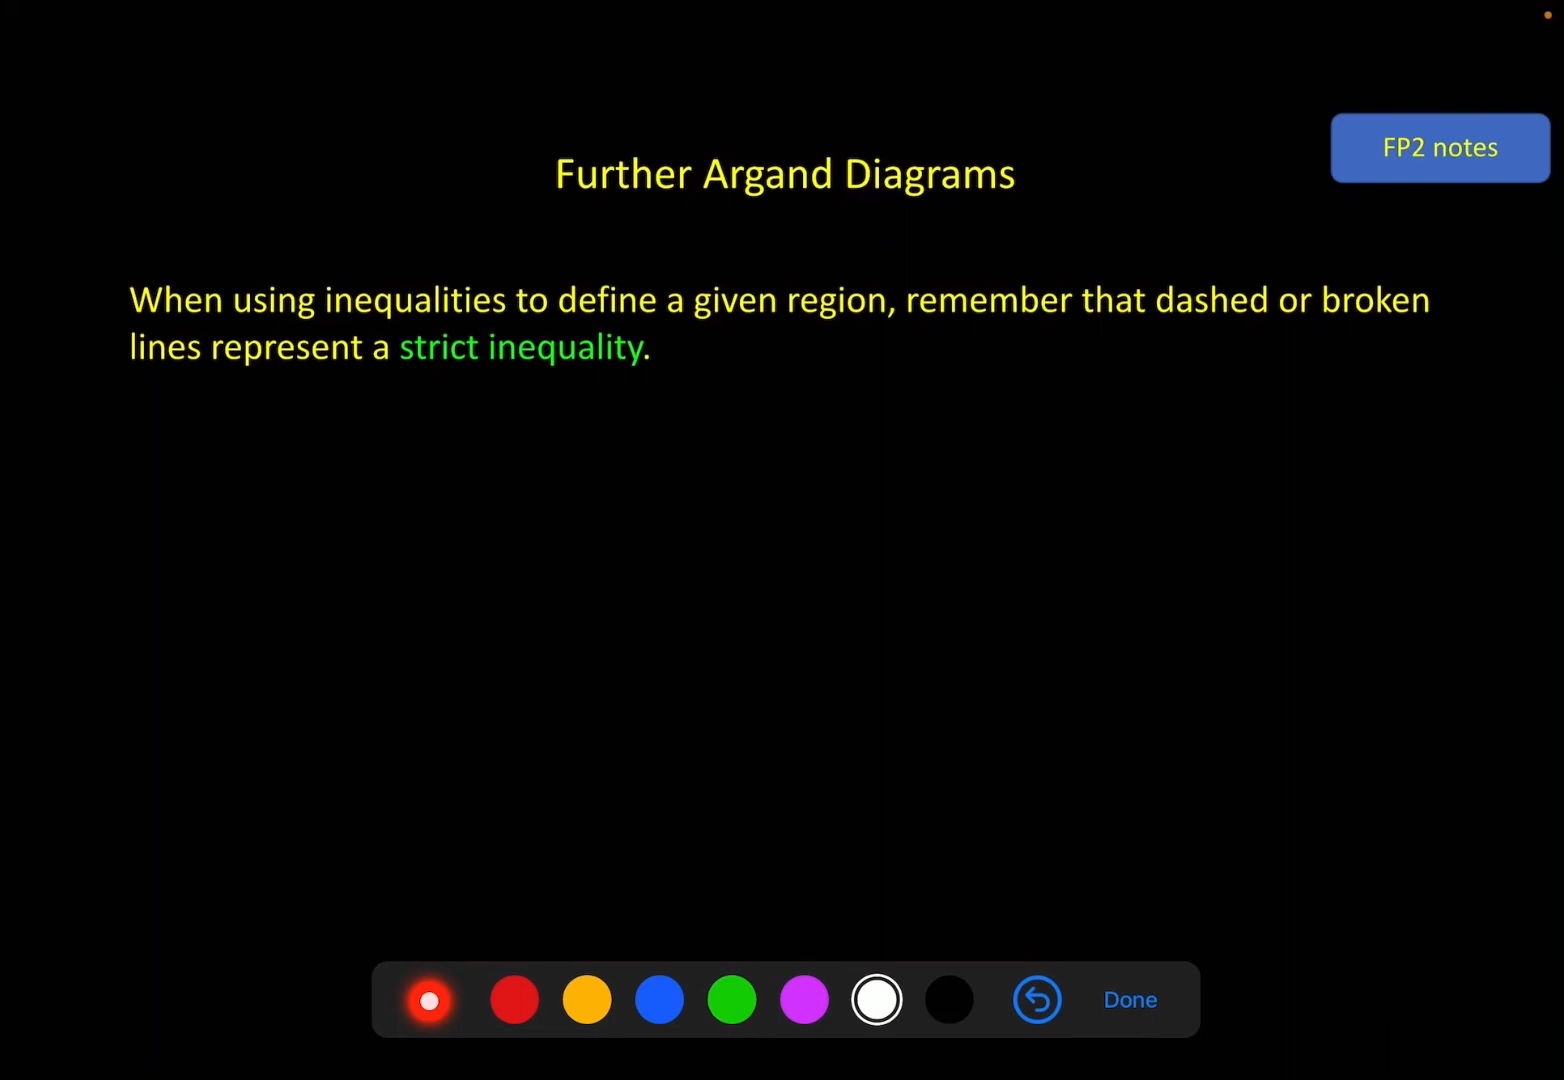 FP2 notes
Further Argand Diagrams
When using inequalities to define a given region, remember that dashed or broken
lines represent a strict inequality.
Done